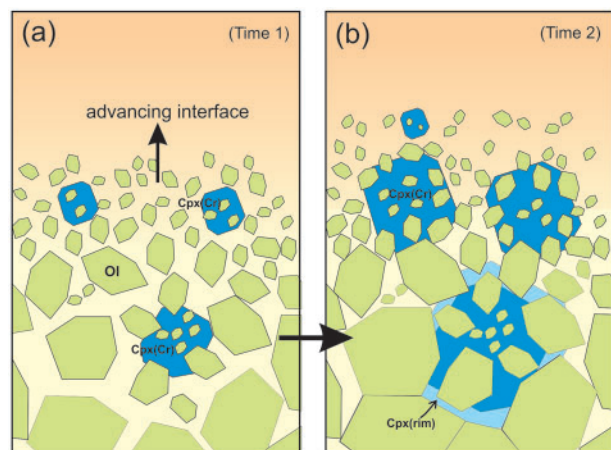 (a)
(Time 1)
advancing interface
Cpx(Cr)
Ol
Cpx(Cr)
(b)
(Time 2)
Cpx(Cr)
Cpx(rim)